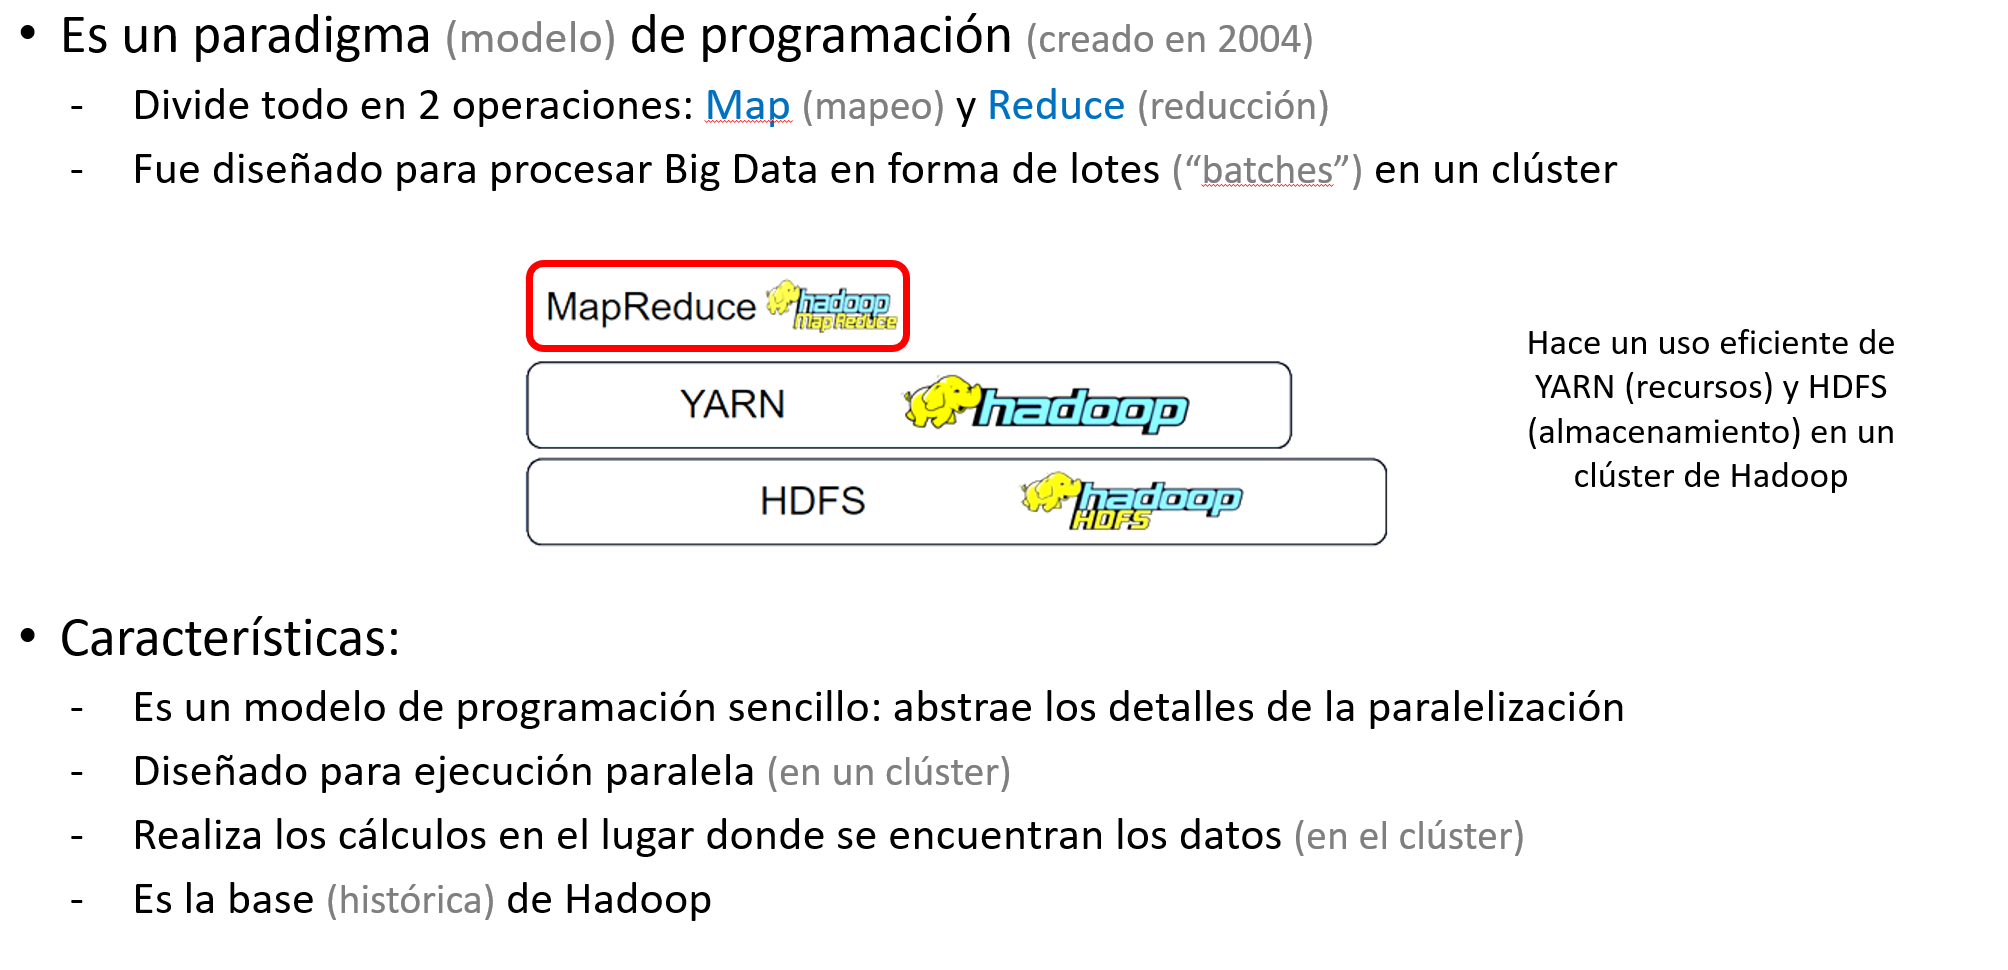 • Es un paradigma (modelo) de programación (creado en 2004)
- Divide todo en 2 operaciones: Map (mapeo) y Reduce (reducción)
- Fue diseñado para procesar Big Data en forma de lotes (“batches”) en un clúster
MapReduce hadoop
Map Reduce
YARN hadoop
HDFS hadoop
HDFS
Hace un uso eficiente de
YARN (recursos) y HDFS
(almacenamiento) en un
clúster de Hadoop
• Características:
- Es un modelo de programación sencillo: abstrae los detalles de la paralelización
- Diseñado para ejecución paralela (en un clúster)
- Realiza los cálculos en el lugar donde se encuentran los datos (en el clúster)
- Es la base (histórica) de Hadoop